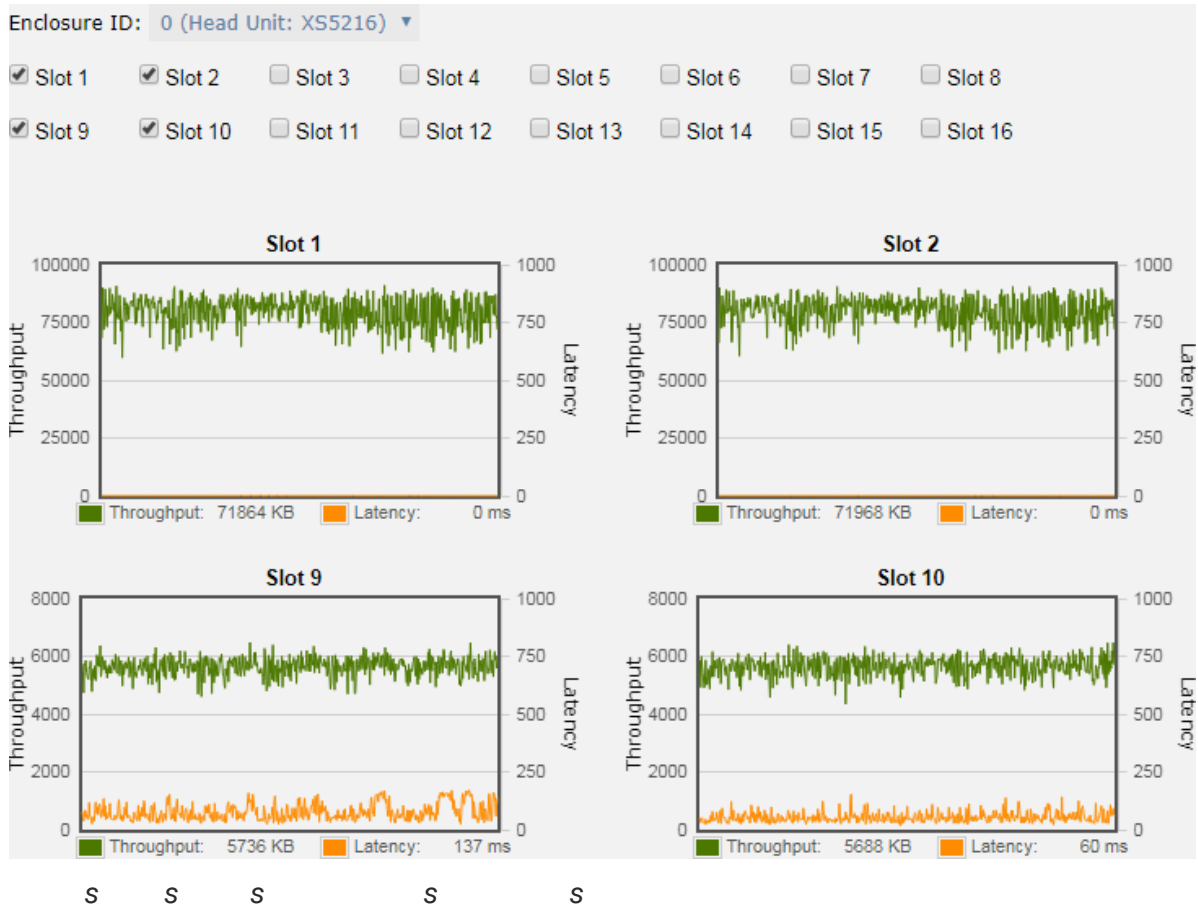 Enclosure ID: 0 (Head Unit: XS5216) ▼
Slot 1 Slot 2 Slot 3 Slot 4 Slot 5 Slot 6 Slot 7 Slot 8
Slot 9 Slot 10 Slot 11 Slot 12 Slot 13 Slot 14 Slot 15 Slot 16
Slot 1
100000
75000
50000
25000
0
Throughput
1000
750
500
250
0
Latency
Throughput: 71864 KB Latency: 0 ms
Slot 2
100000
75000
50000
25000
0
Throughput
1000
750
500
250
0
Latency
Throughput: 71968 KB Latency: 0 ms
Slot 9
8000
6000
4000
2000
0
Throughput
1000
750
500
250
0
Latency
Throughput: 5736 KB Latency: 137 ms
Slot 10
8000
6000
4000
2000
0
Throughput
1000
750
500
250
0
Latency
Throughput: 5688 KB Latency: 60 ms
s s s s s